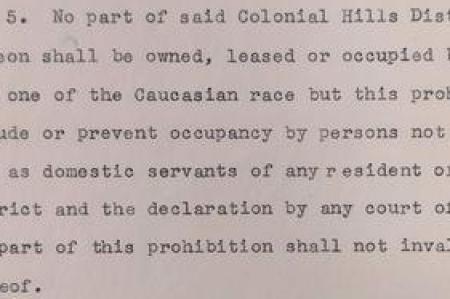 5. No part of said Colonial Hills Dist
eon shall be owned, leased or occupied b
one of the Caucasian race but this proh
ude or prevent occupancy by persons not
as domestic servants of any resident o
rict and the declaration by any court o
part of this prohibition shall not inval
eof.